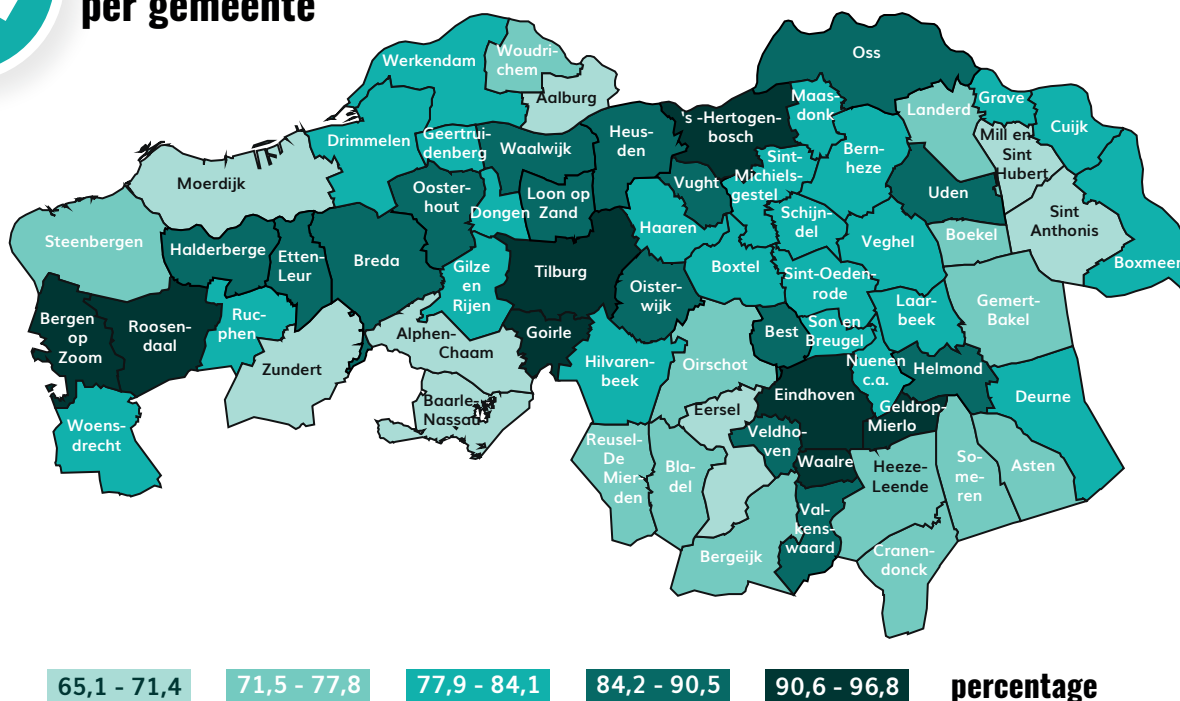 per gemeente
Werkendam
Woudri-
chem
Aalburg
Oss
Drimmelen
Geertrui-
denberg
Waalwijk
Heus-
den
's -Hertogen-
bosch
Maas-
donk
Landerd
Grave
Cuijk
Mill en
Sint
Hubert
Moerdijk
Ooster-
hout
Dongen
Loon op
Zand
Vught
Sint-
Michiels-
gestel
Bern-
heze
Uden
Sint
Anthonis
Boxmeer
Steenbergen
Halderberge
Etten-
Leur
Breda
Gilze
en
Rijen
Tilburg
Haaren
Schijn-
del
Veghel
Boekel
Oister-
wijk
Boxtel
Sint-Oeden-
rode
Laar-
beek
Gemert-
Bakel
Bergen
op
Zoom
Roosen-
daal
Ruc-
phen
Zundert
Alphen-
Chaam
Goirle
Hilvaren-
beek
Oirschot
Best
Son en
Breugel
Nuenen
c.a.
Helmond
Deurne
Woens-
drecht
Baarle-
Nassau
Eersel
Eindhoven
Geldrop-
Mierlo
Reusel-
De
Mier-
den
Bla-
del
Veldho-
ven
Waalre
Heeze-
Leende
So-
me-
ren
Asten
Bergeijk
Val-
kens-
waard
Cranen-
donck
65,1 - 71,4
71,5 - 77,8
77,9 - 84,1
84,2 - 90,5
90,6 - 96,8
percentage